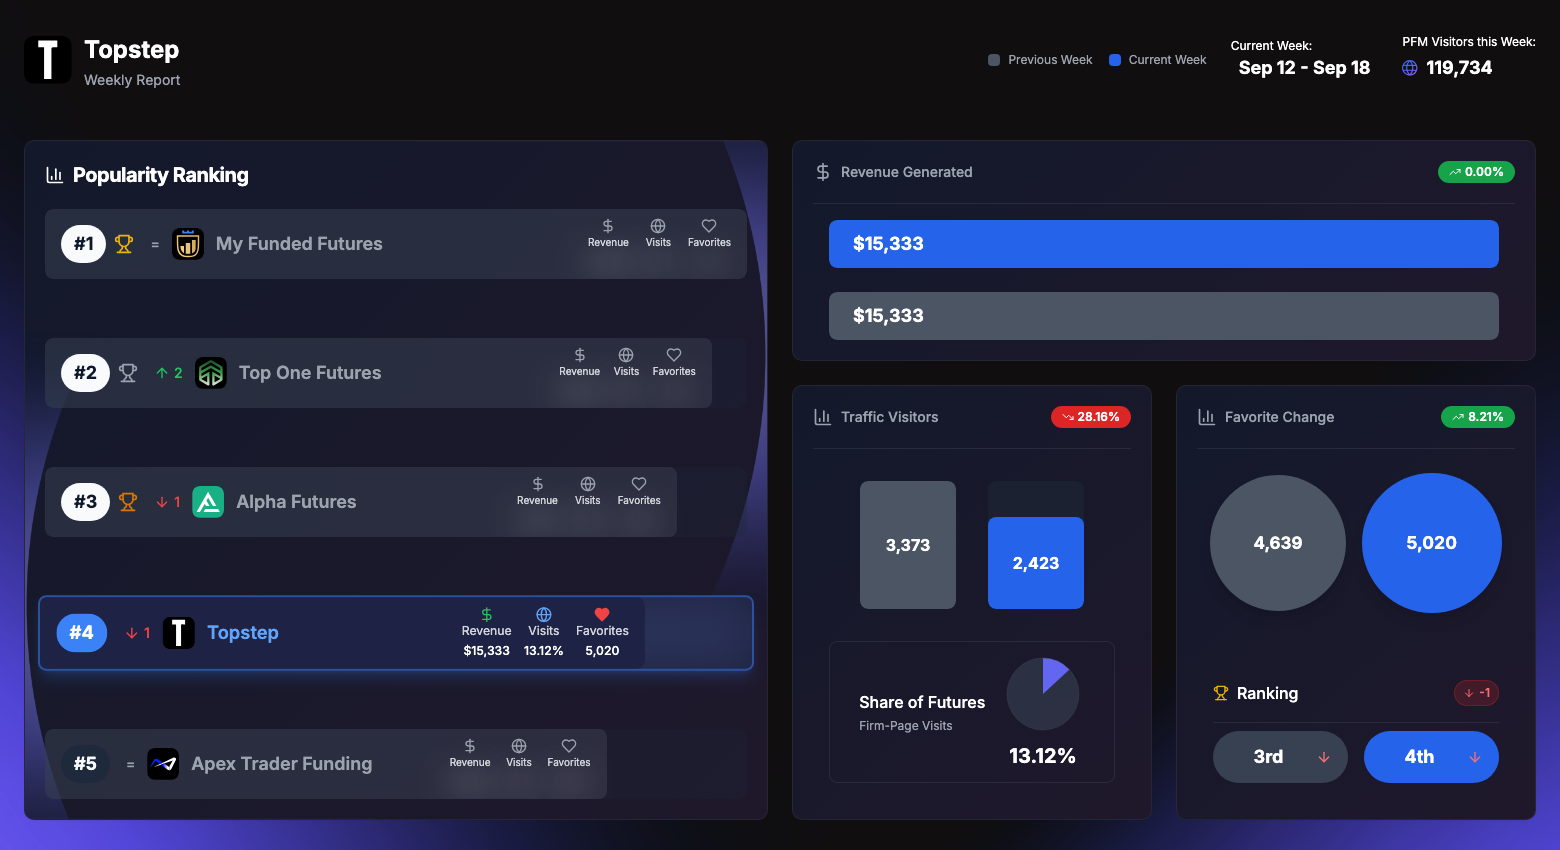 Topstep
Weekly Report
Previous Week
Current Week
Current Week:
Sep 12 - Sep 18
PFM Visitors this Week:
119,734
Popularity Ranking
#1 = My Funded Futures
Revenue Visits Favorites
#2 2 Top One Futures
Revenue Visits Favorites
#3 1 Alpha Futures
Revenue Visits Favorites
#4 1 T Topstep
Revenue Visits Favorites
$15,333 13.12% 5,020
#5 = Apex Trader Funding
Revenue Visits Favorites
Revenue Generated 0.00%
$15,333
$15,333
Traffic Visitors 28.16%
3,373
2,423
Share of Futures
Firm-Page Visits
13.12%
Favorite Change 8.21%
4,639
5,020
Ranking -1
3rd
4th